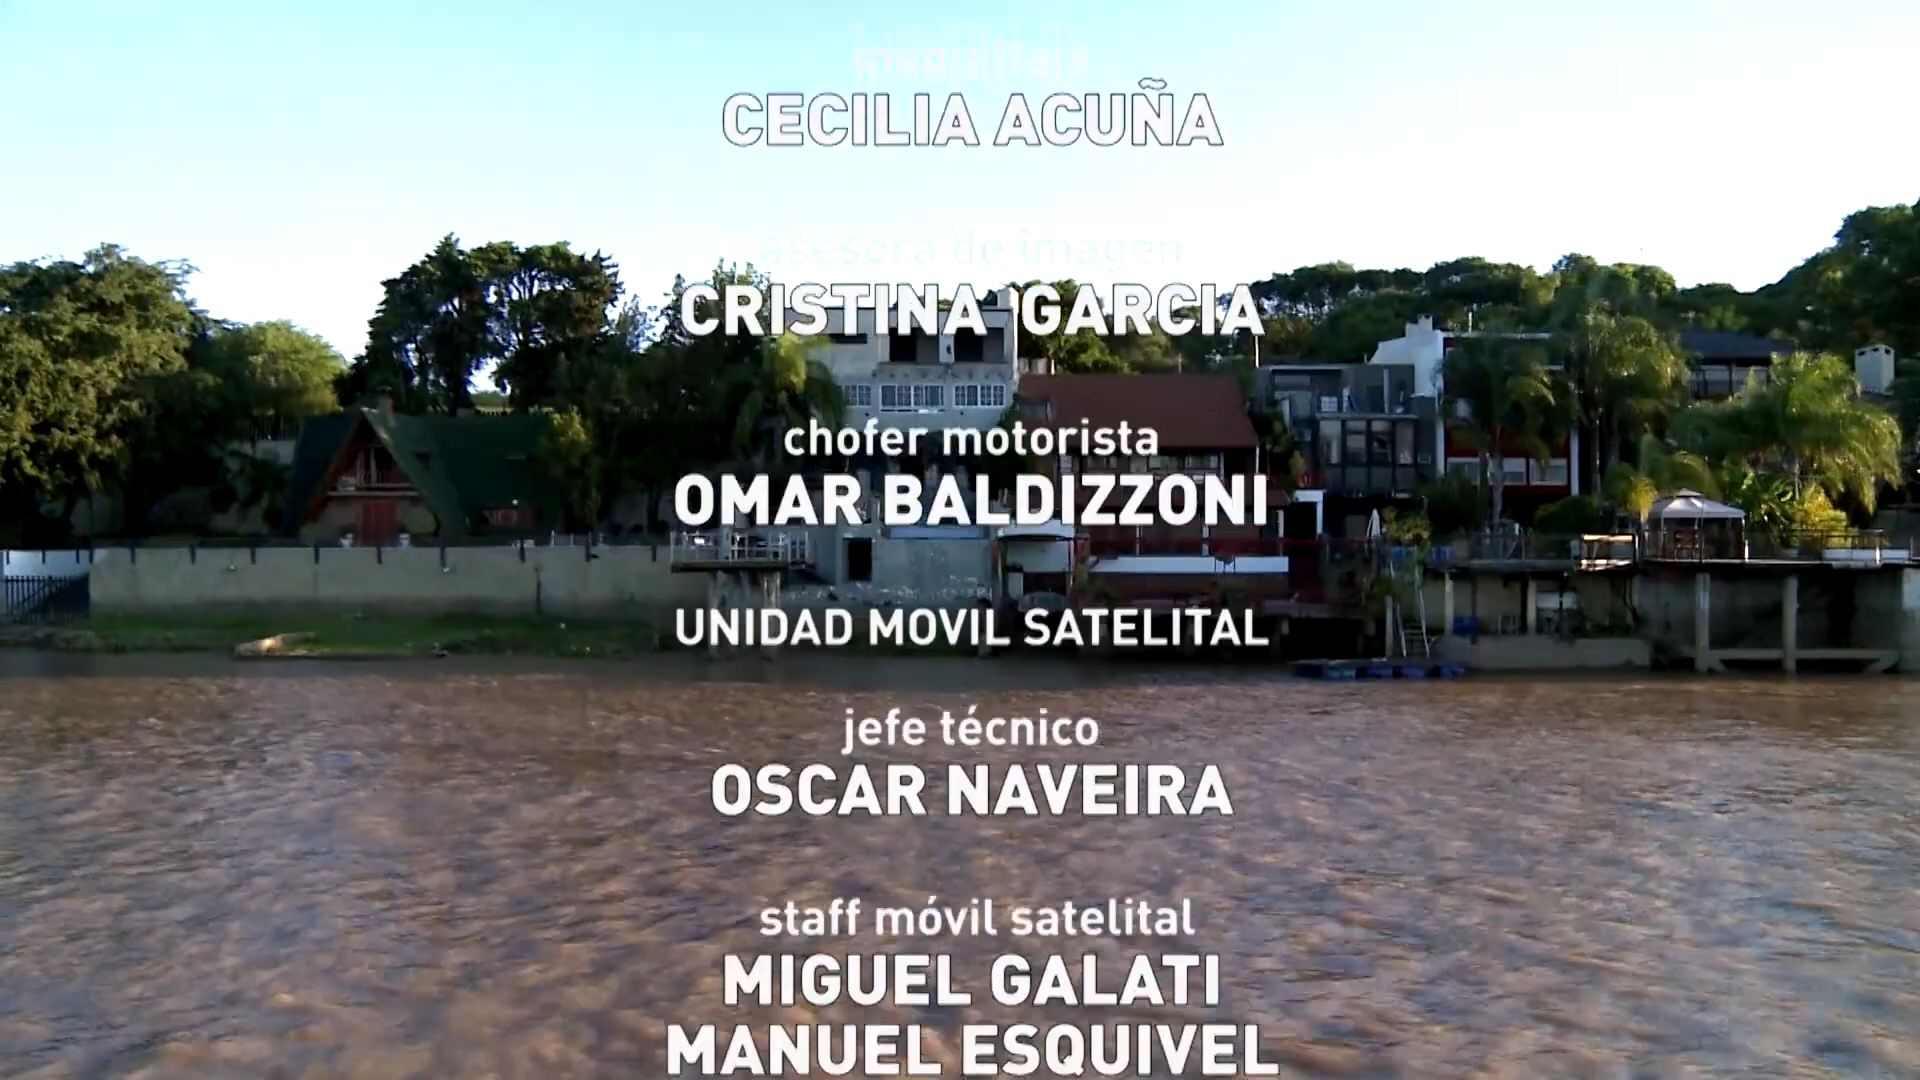 maquillaje
CECILIA ACUÑA
asesora de imagen
CRISTINA GARCIA
chofer motorista
OMAR BALDIZZONI
UNIDAD MOVIL SATELITAL
jefe técnico
OSCAR NAVEIRA
staff móvil satelital
MIGUEL GALATI
MANUEL ESQUIVEL